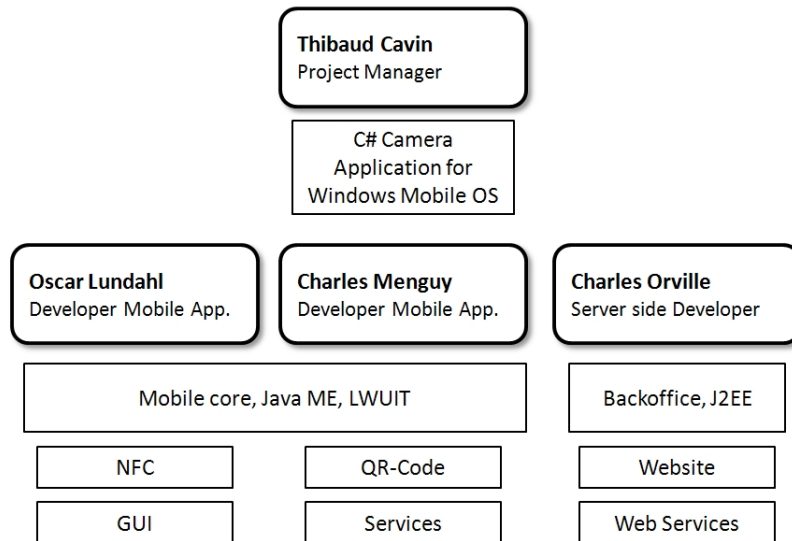 Thibaud Cavin
Project Manager
C# Camera
Application for
Windows Mobile OS
Oscar Lundahl
Developer Mobile App.
Charles Menguy
Developer Mobile App.
Charles Orville
Server side Developer
Mobile core, Java ME, LWUIT
Backoffice, J2EE
NFC
QR-Code
Website
GUI
Services
Web Services